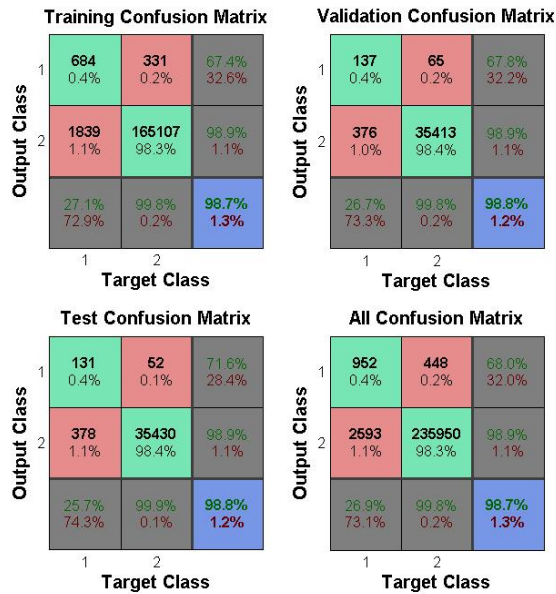 Training Confusion Matrix
684 331 67.4%
1 0.4% 0.2% 32.6%
1839 165107 98.9%
2 1.1% 98.3% 1.1%
27.1% 99.8% 98.7%
72.9% 0.2% 1.3%
1 2
Target Class
Output Class
Validation Confusion Matrix
137 65 67.8%
1 0.4% 0.2% 32.2%
376 35413 98.9%
2 1.0% 98.4% 1.1%
26.7% 99.8% 98.8%
73.3% 0.2% 1.2%
1 2
Target Class
Output Class
Test Confusion Matrix
131 52 71.6%
1 0.4% 0.1% 28.4%
378 35430 98.9%
2 1.1% 98.4% 1.1%
25.7% 99.9% 98.8%
74.3% 0.1% 1.2%
1 2
Target Class
Output Class
All Confusion Matrix
952 448 68.0%
1 0.4% 0.2% 32.0%
2593 235950 98.9%
2 1.1% 98.3% 1.1%
26.9% 99.8% 98.7%
73.1% 0.2% 1.3%
1 2
Target Class
Output Class